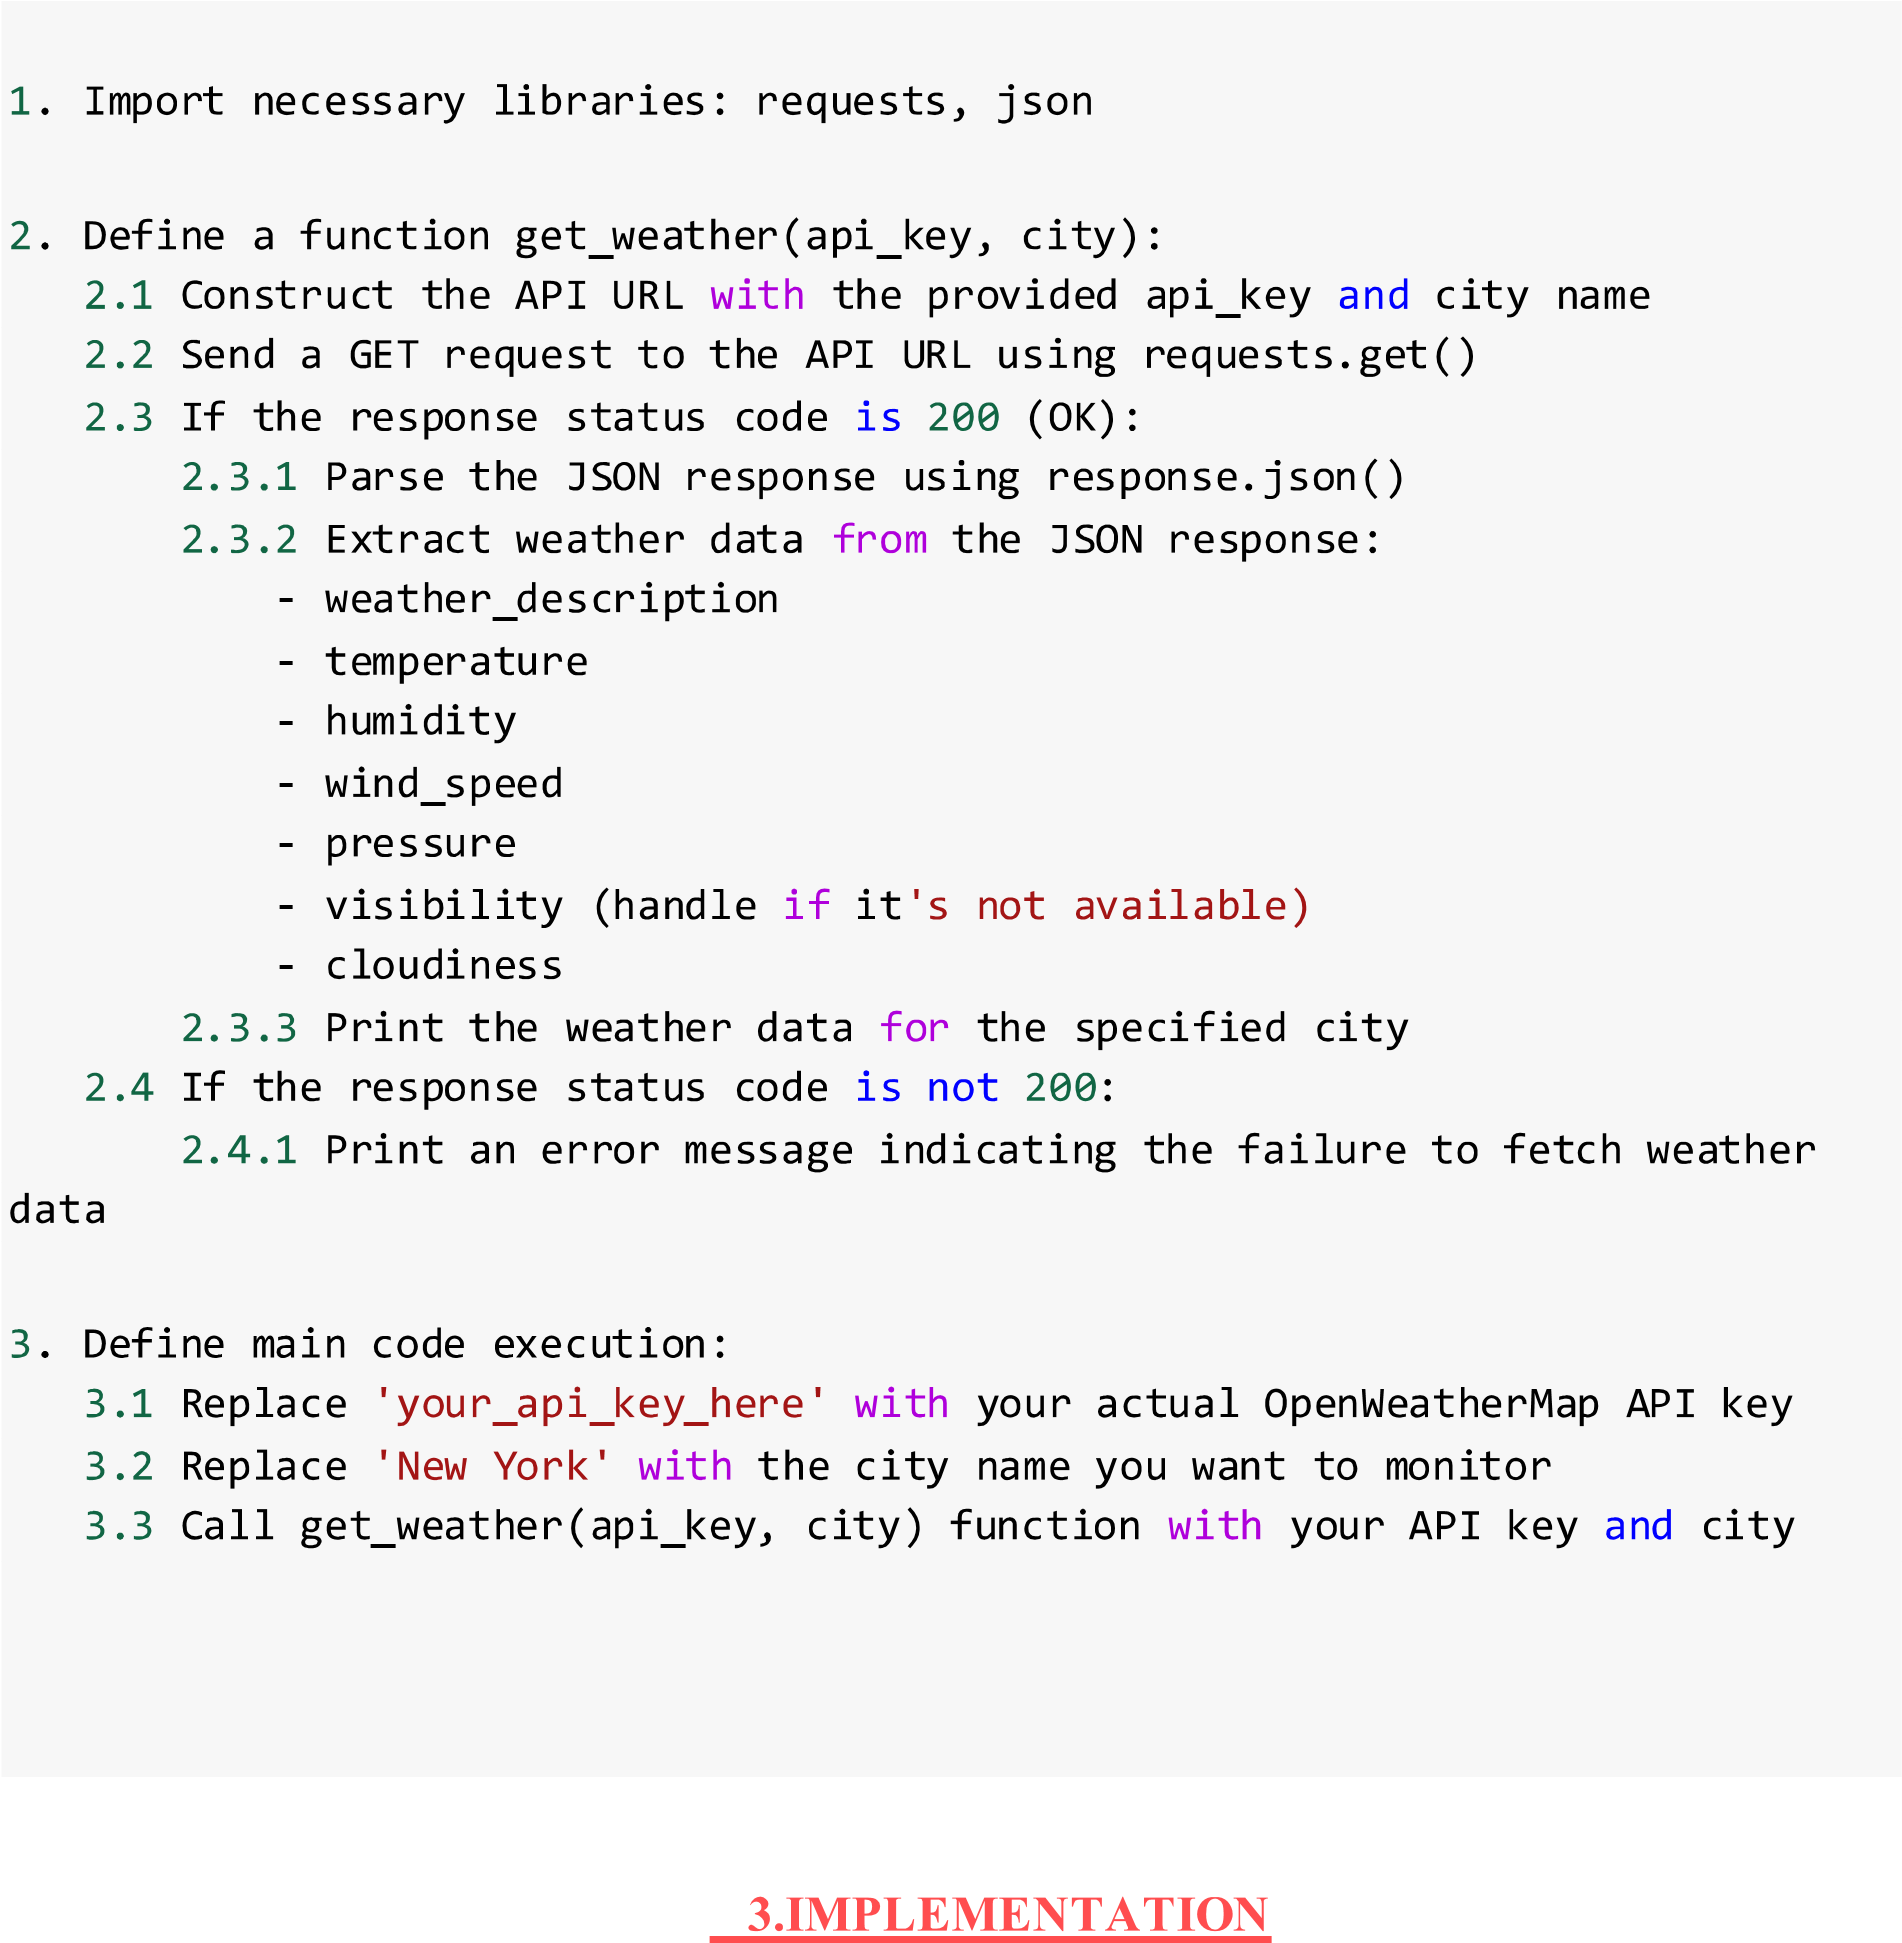 1. Import necessary libraries: requests, json
2. Define a function get_weather(api_key, city):
2.1 Construct the API URL with the provided api_key and city name
2.2 Send a GET request to the API URL using requests.get()
2.3 If the response status code is 200 (OK):
2.3.1 Parse the JSON response using response.json()
2.3.2 Extract weather data from the JSON response:
- weather_description
- temperature
- humidity
- wind_speed
- pressure
- visibility (handle if it's not available)
- cloudiness
2.3.3 Print the weather data for the specified city
2.4 If the response status code is not 200:
2.4.1 Print an error message indicating the failure to fetch weather
data
3. Define main code execution:
3.1 Replace 'your_api_key_here' with your actual OpenWeatherMap API key
3.2 Replace 'New York' with the city name you want to monitor
3.3 Call get_weather(api_key, city) function with your API key and city
3.IMPLEMENTATION